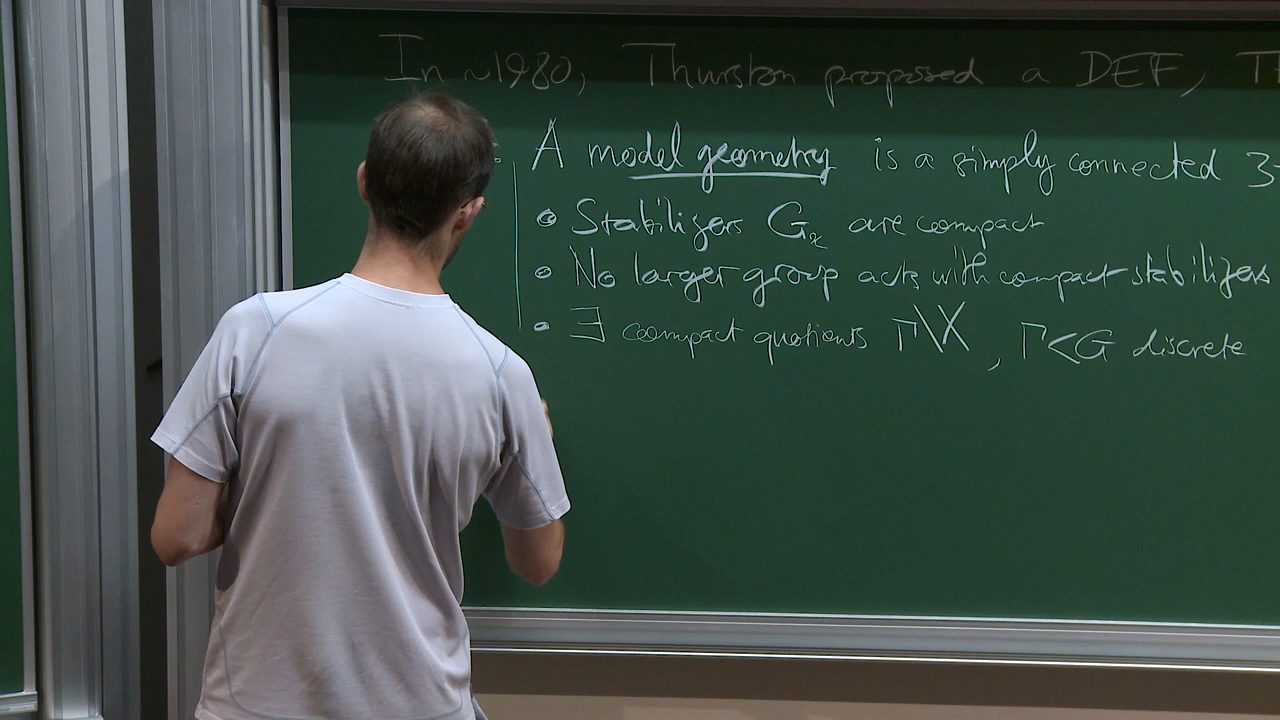 In ~1980, Thurston proposed a DEF, T
A model geometry is a simply connected 3-
• Stabilizers Gₓ are compact
• No larger group acts with compact stabilizers
• ∃ compact quotients Γ\X, Γ<G discrete